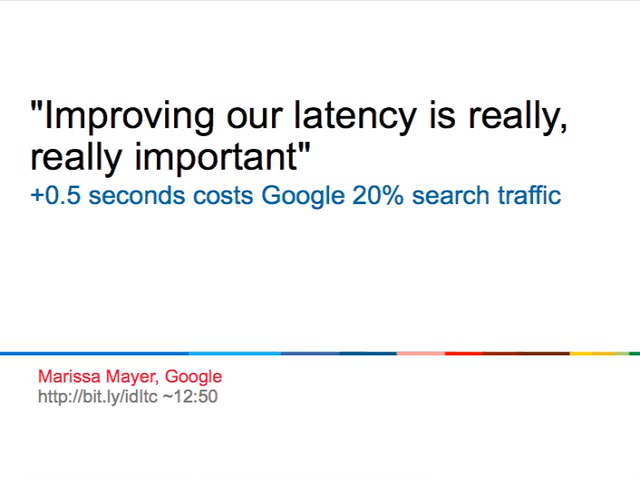 "Improving our latency is really,
really important"
+0.5 seconds costs Google 20% search traffic
Marissa Mayer, Google
http://bit.ly/idItc ~12:50